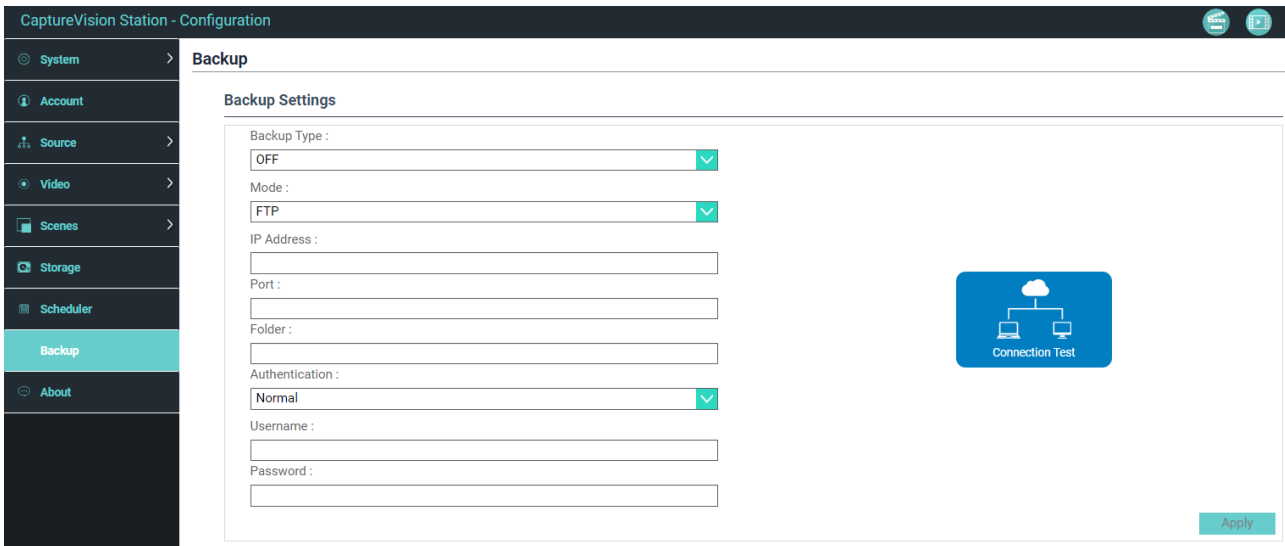 CaptureVision Station - Configuration
System
Account
Source
Video
Scenes
Storage
Scheduler
Backup
About
Backup
Backup Settings
Backup Type :
OFF
Mode :
FTP
IP Address :
Port :
Folder :
Authentication :
Normal
Username :
Password :
Connection Test
Apply